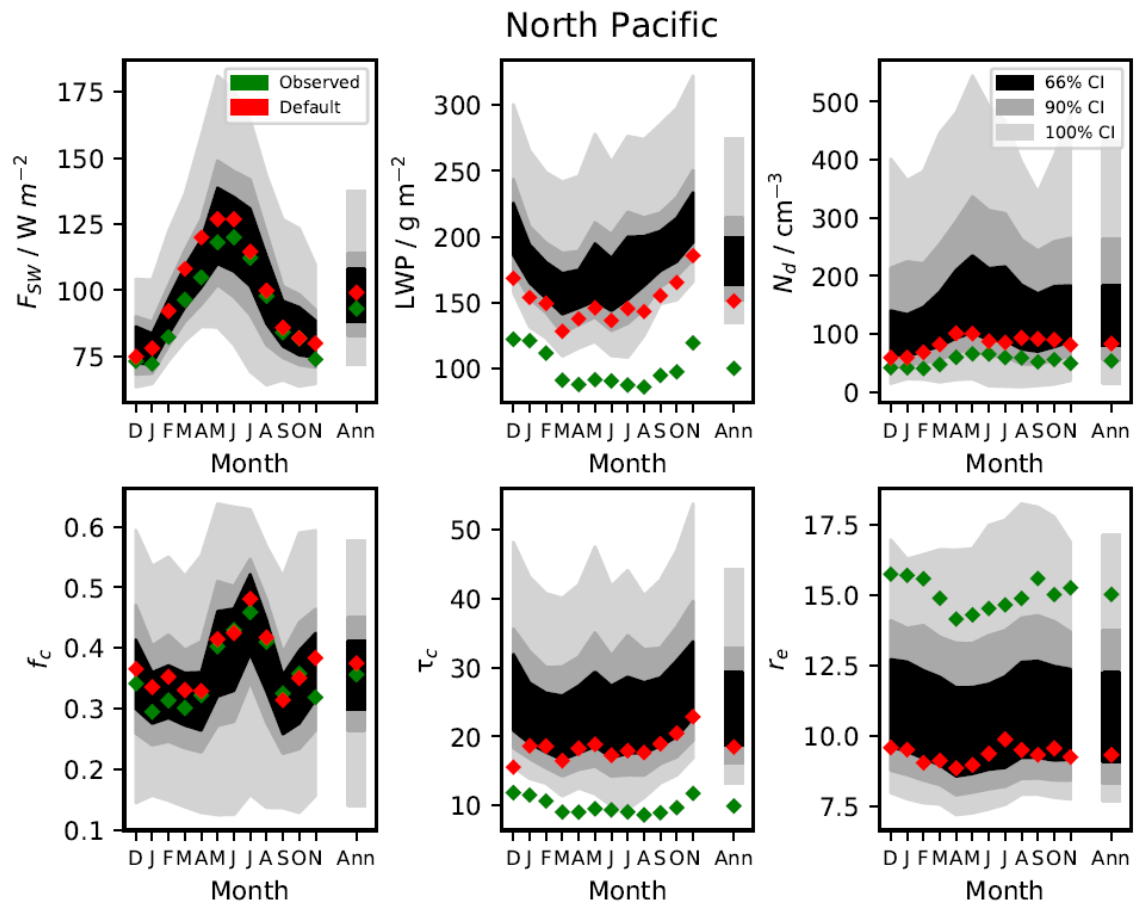 North Pacific
F_SW / W m⁻²
175
150
125
100
75
Observed
Default
D J F M A M J J A S O N Ann
Month
LWP / g m⁻²
300
250
200
150
100
D J F M A M J J A S O N Ann
Month
N_d / cm⁻³
500
400
300
200
100
0
66% CI
90% CI
100% CI
D J F M A M J J A S O N Ann
Month
f_c
0.6
0.5
0.4
0.3
0.2
0.1
D J F M A M J J A S O N Ann
Month
τ_c
50
40
30
20
10
D J F M A M J J A S O N Ann
Month
r_e
17.5
15.0
12.5
10.0
7.5
D J F M A M J J A S O N Ann
Month